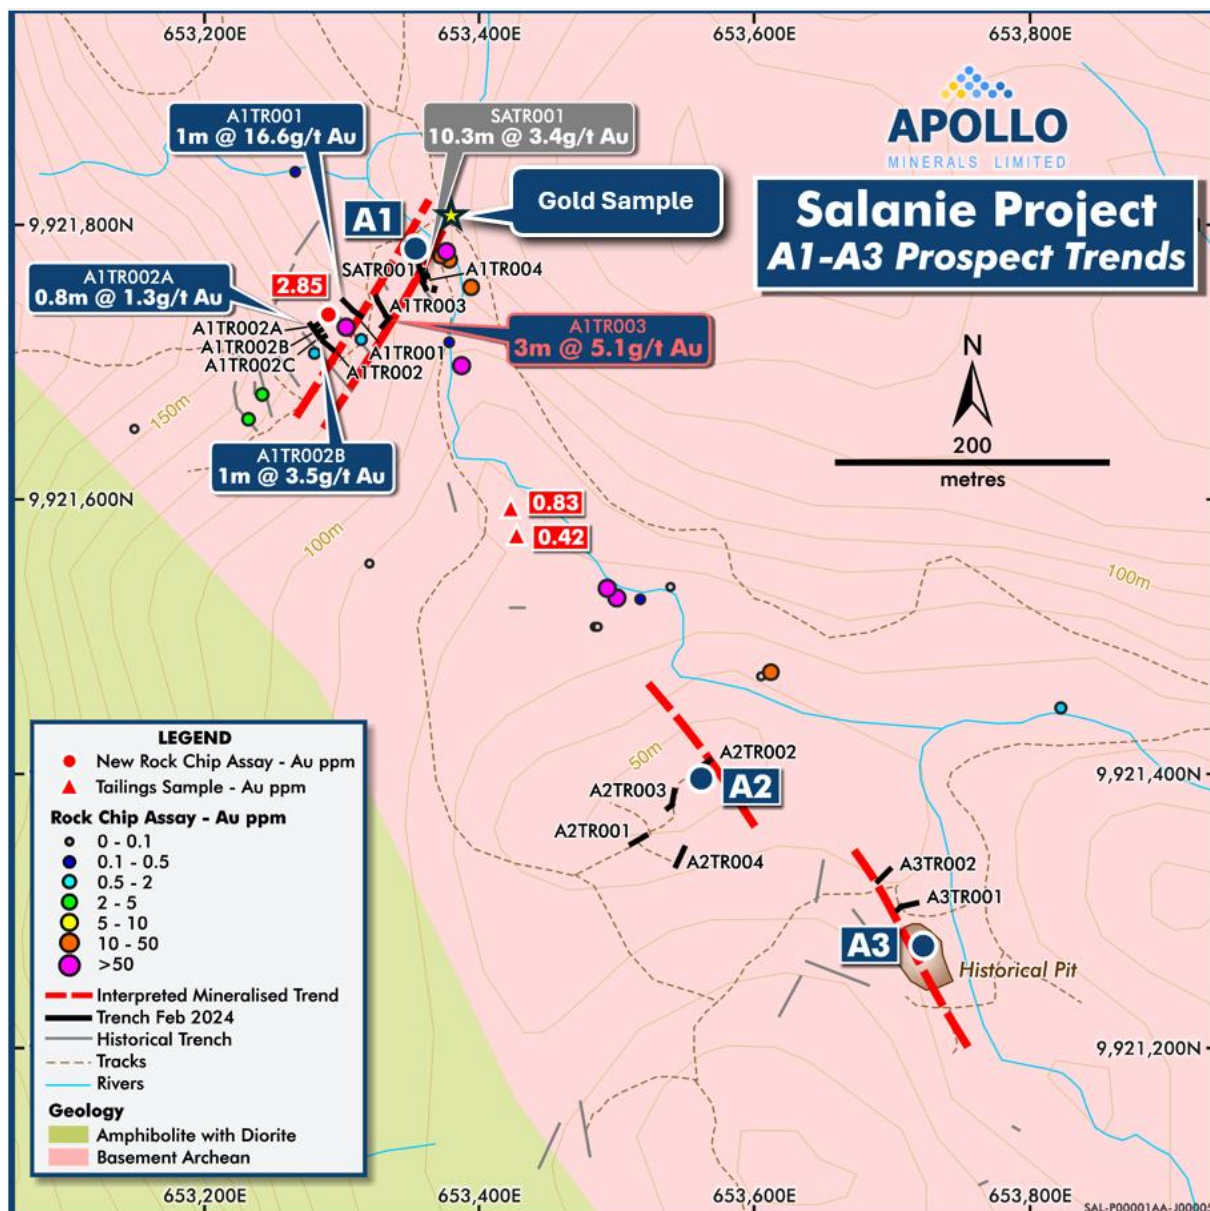 653,200E
653,400E
653,600E
653,800E
APOLLO
MINERALS LIMITED
Salanie Project
A1-A3 Prospect Trends
A1TR001
1m @ 16.6g/t Au
SATR001
10.3m @ 3.4g/t Au
Gold Sample
9,921,800N
A1
SATR001
A1TR004
A1TR002A
0.8m @ 1.3g/t Au
2.85
A1TR003
A1TR002A
A1TR002B
A1TR002C
A1TR001
A1TR002
A1TR003
3m @ 5.1g/t Au
N
200
metres
150m
A1TR002B
1m @ 3.5g/t Au
9,921,600N
0.83
0.42
100m
100m
50m
A2TR002
A2TR003
A2
9,921,400N
A2TR001
A2TR004
A3TR002
A3TR001
A3
Historical Pit
9,921,200N
LEGEND
New Rock Chip Assay - Au ppm
Tailings Sample - Au ppm
Rock Chip Assay - Au ppm
0 - 0.1
0.1 - 0.5
0.5 - 2
2 - 5
5 - 10
10 - 50
>50
Interpreted Mineralised Trend
Trench Feb 2024
Historical Trench
Tracks
Rivers
Geology
Amphibolite with Diorite
Basement Archean
653,200E
653,400E
653,600E
653,800E
SAL-P00001AA-J00005